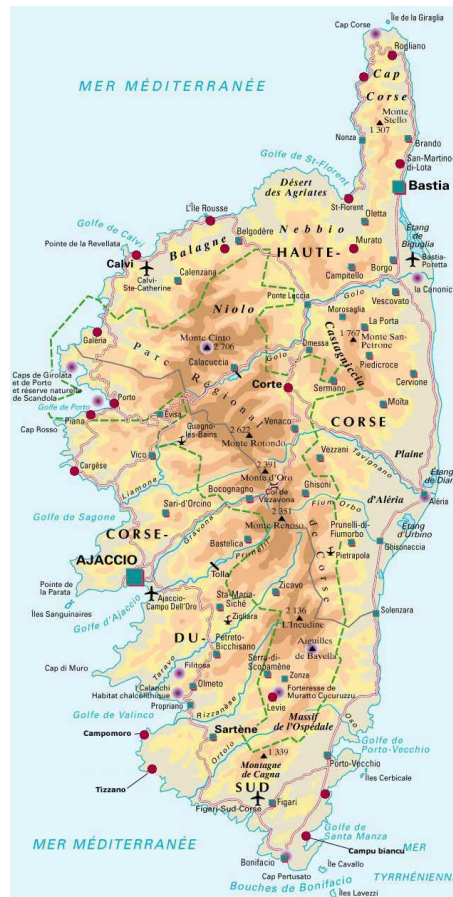 Île de la Giraglia
Cap Corse
Rogliano
Cap
Corse
MER MÉDITERRANÉE
Monte
Stello
1 307
Nonza
Brando
Golfe de St-Florent
San-Martino-
di-Lota
Désert
des Agriates
Bastia
St-Florent
L'Île Rousse
Oletta
Étang
de
Biguglia
Golfe de Calvi
Nebbio
Belgodère
Murato
Pointe de la Revellata
Balagne
HAUTE-
Bastia-
Poretta
Calvi
Calvi-
Ste-Catherine
Calenzana
Campitello
Borgo
la Canonica
Ponte Leccia
Golo
Vescovato
Niolo
Morosaglia
La Porta
Galeria
Monte Cinto
2 706
Castagniccia
1 767
Monte San-
Petrone
Omessa
Parc Régional
Golo
Piedicroce
Calacuccia
Caps de Girolata
et de Porto
et réserve naturelle
de Scandola
Corte
Sermano
Cervione
Porto
Golfe de Porto
Moïta
Piana
Évisa
CORSE
Guagno-
les-Bains
2 622
Monte Rotondo
Venaco
Cap Rosso
Vico
Vezzani
Plaine
Cargèse
2 391
Monte d'Oro
Tavignano
Étang
de Diane
Liamone
Ghisoni
Bocognano
Col de
Vizzavona
Aléria
Sari-d'Orcino
Fium Orbo
d'Aléria
Golfe de Sagone
2 351
Monte Renoso
CORSE-
Gravona
Prunelli-di-
Fiumorbo
Étang
d'Urbino
Bastelica
de Corse
Ghisonaccia
Prunelli
AJACCIO
Pietrapola
Tolla
Pointe de
la Parata
Ajaccio-
Campo Dell'Oro
Zicavo
Sta-Maria-
Siché
Îles Sanguinaires
2 136
L'Incudine
Solenzara
Golfe d'Ajaccio
Zigliara
DU-
Petreto-
Bicchisano
Aiguilles
de Bavella
Taravo
Cap di Muro
Filitosa
Serra-di-
Scopamène
I Calanchi
Habitat chalcolithique
Olmeto
Zonza
Forteresse de
Muratto Cucuruzzu
Propriano
Rizzanèse
Levie
Golfe de Valinco
Massif
de l'Ospédale
Campomoro
Sartène
Oso
Golfe de
Porto-Vecchio
Ortolo
1 339
Montagne
de Cagna
Porto-Vecchio
Îles Cerbicale
Tizzano
SUD
Figari
Figari-Sud-Corse
Golfe de
Santa Manza
MER MÉDITERRANÉE
Campu biancu
MER
TYRRHÉNIENNE
Bonifacio
Île Cavallo
Cap Pertusato
Bouches de Bonifacio
Îles Lavezzi